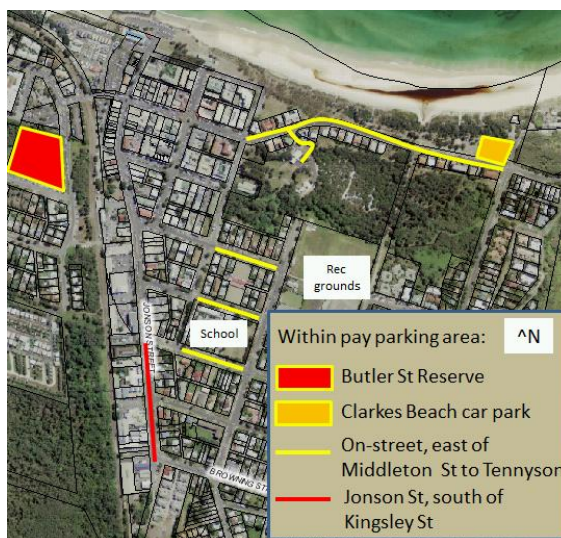 Rec
grounds
School
JONSON STREET
BROWNING ST
Within pay parking area:
^N
Butler St Reserve
Clarkes Beach car park
On-street, east of
Middleton St to Tennyson
Jonson St, south of
Kingsley St